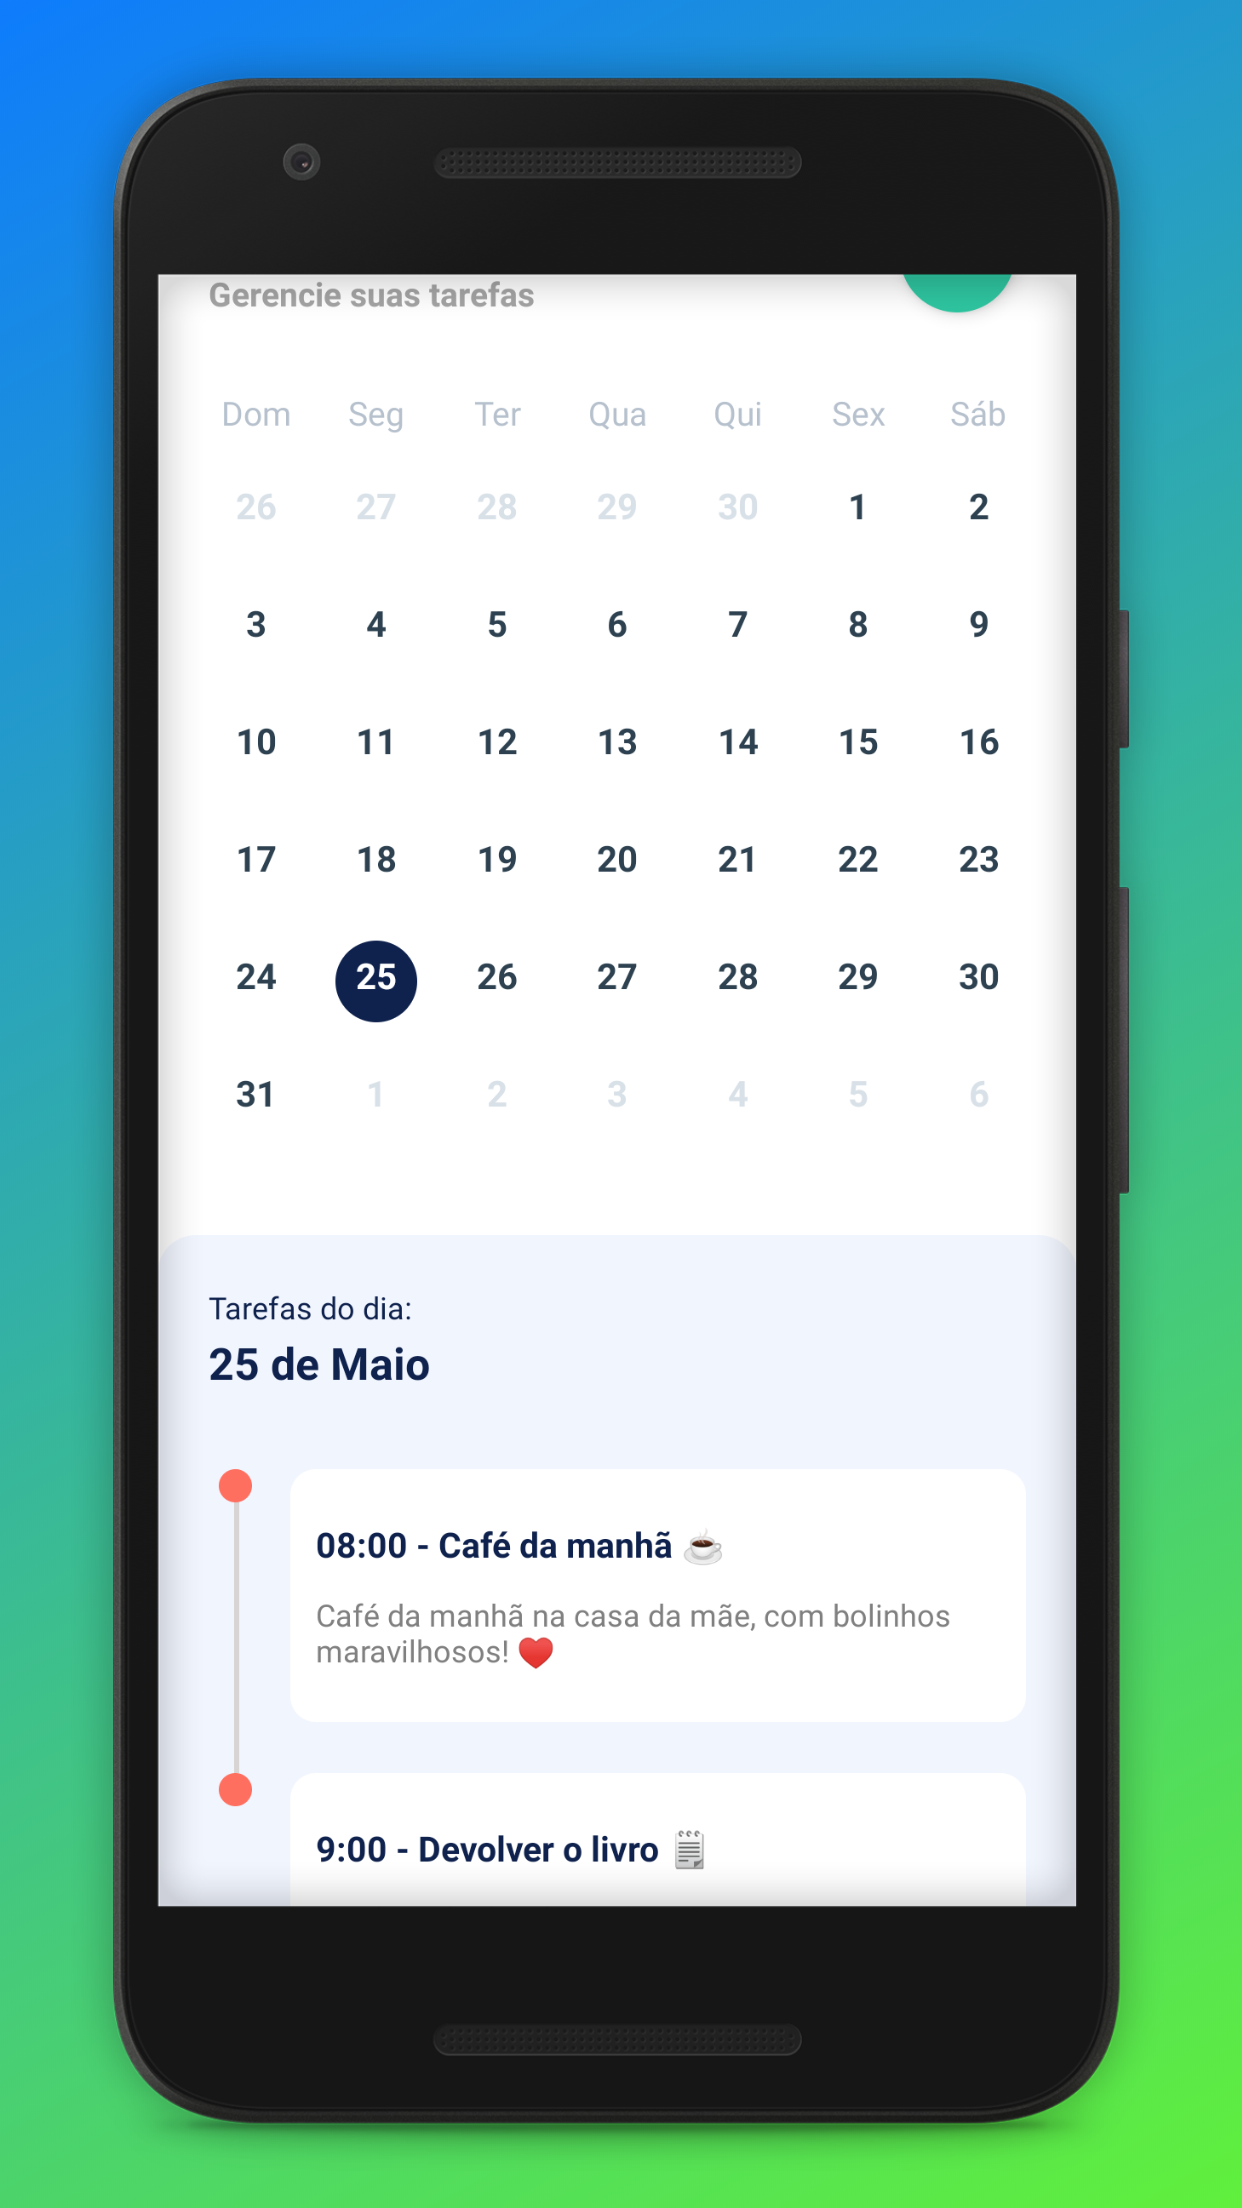 Gerencie suas tarefas
Dom Seg Ter Qua Qui Sex Sáb
26 27 28 29 30 1 2
3 4 5 6 7 8 9
10 11 12 13 14 15 16
17 18 19 20 21 22 23
24 25 26 27 28 29 30
31 1 2 3 4 5 6
Tarefas do dia:
25 de Maio
08:00 - Café da manhã ☕
Café da manhã na casa da mãe, com bolinhos
maravilhosos! ♥️
9:00 - Devolver o livro 🗒️